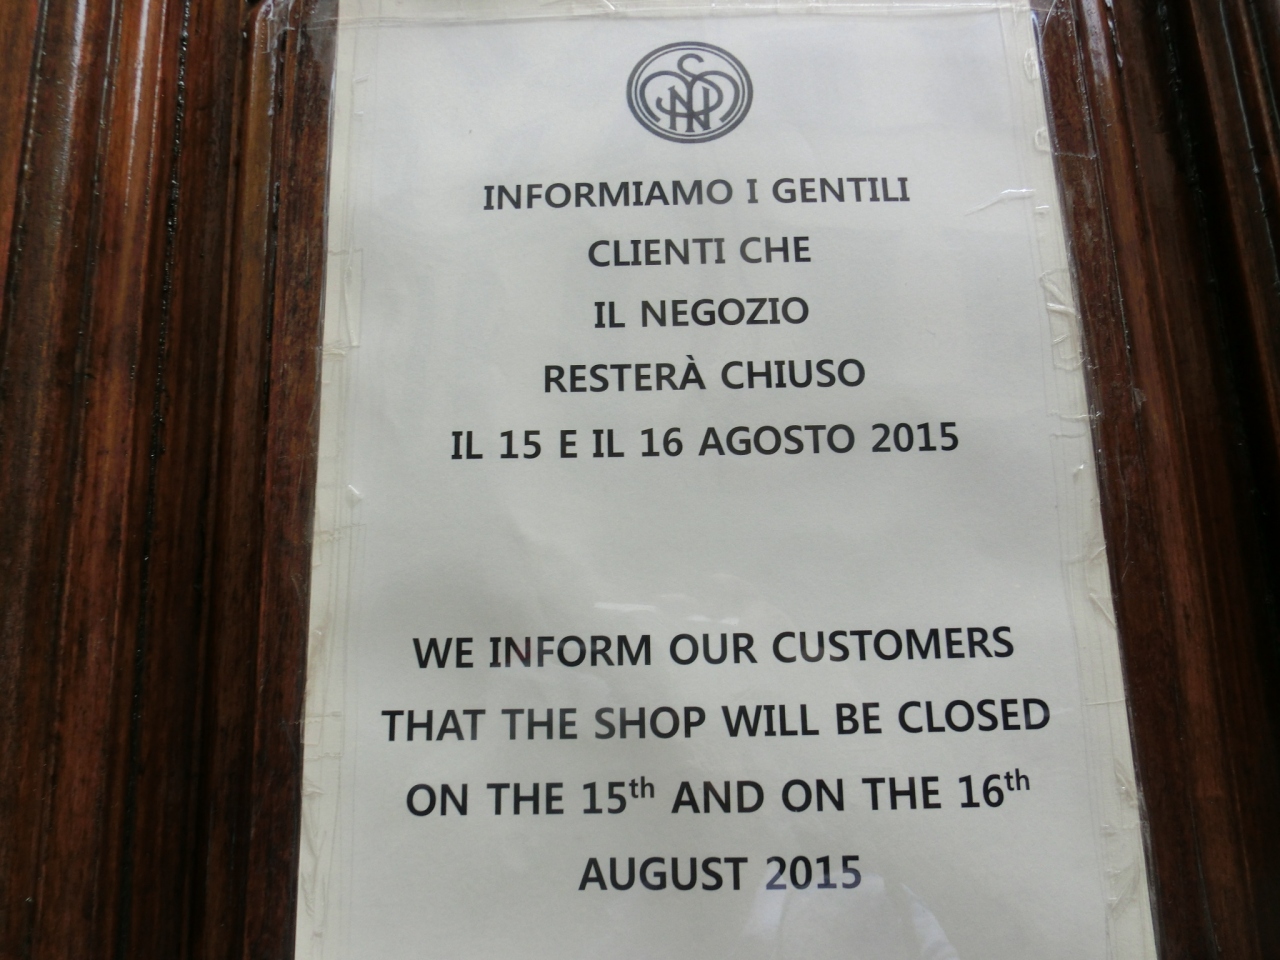 INFORMIAMO I GENTILI
CLIENTI CHE
IL NEGOZIO
RESTERÀ CHIUSO
IL 15 E IL 16 AGOSTO 2015
WE INFORM OUR CUSTOMERS
THAT THE SHOP WILL BE CLOSED
ON THE 15th AND ON THE 16th
AUGUST 2015